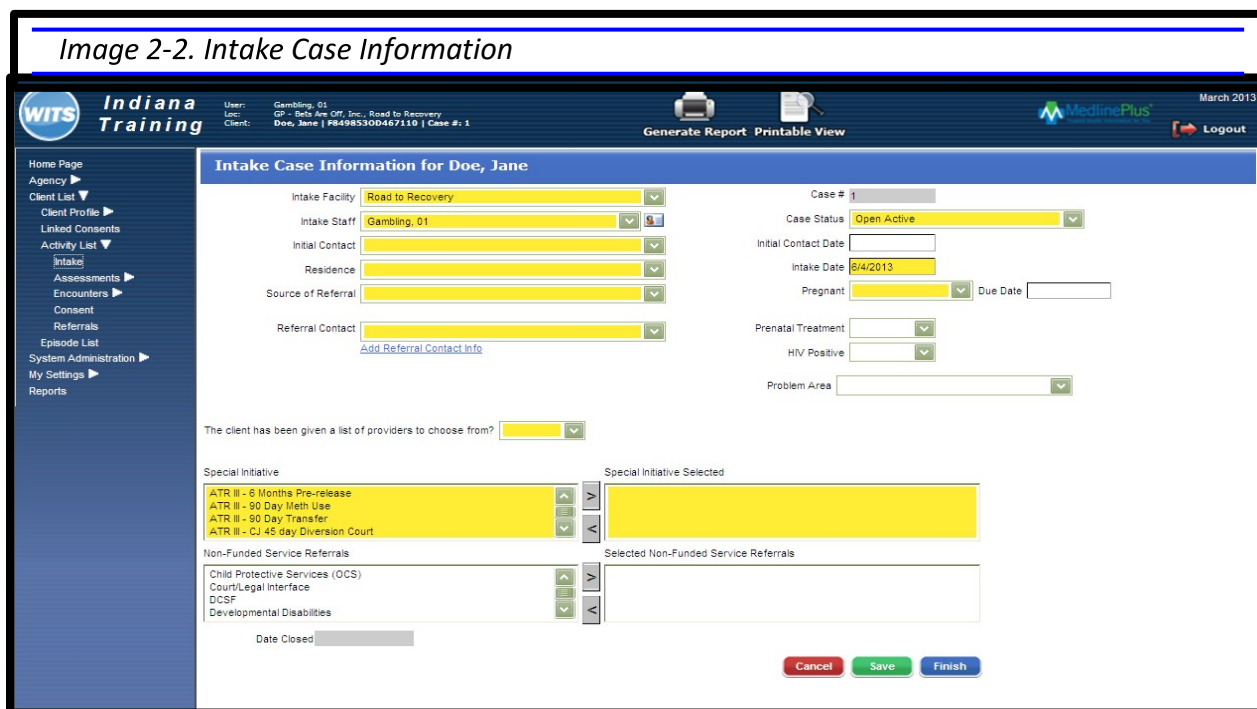 Image 2-2. Intake Case Information
WITS
Indiana
Training
User: Gambling, 01
Loc: GP - Bets Are Off, Inc., Road to Recovery
Client: Doe, Jane | F84985300D467110 | Case #: 1
Generate Report Printable View
MedlinePlus
March 2013
Logout
Home Page
Agency
Client List
Client Profile
Linked Consents
Activity List
Intake
Assessments
Encounters
Consent
Referrals
Episode List
System Administration
My Settings
Reports
Intake Case Information for Doe, Jane
Intake Facility Road to Recovery
Case # 1
Intake Staff Gambling, 01
Case Status Open Active
Initial Contact
Initial Contact Date
Residence
Intake Date 6/4/2013
Source of Referral
Pregnant Due Date
Referral Contact
Prenatal Treatment
Add Referral Contact Info
HIV Positive
Problem Area
The client has been given a list of providers to choose from?
Special Initiative
Special Initiative Selected
ATR III - 6 Months Pre-release
ATR III - 90 Day Meth Use
ATR III - 90 Day Transfer
ATR III - CJ 45 day Diversion Court
> 
<
Non-Funded Service Referrals
Selected Non-Funded Service Referrals
Child Protective Services (OCS)
Court/Legal Interface
DCSF
Developmental Disabilities
>
<
Date Closed
Cancel Save Finish